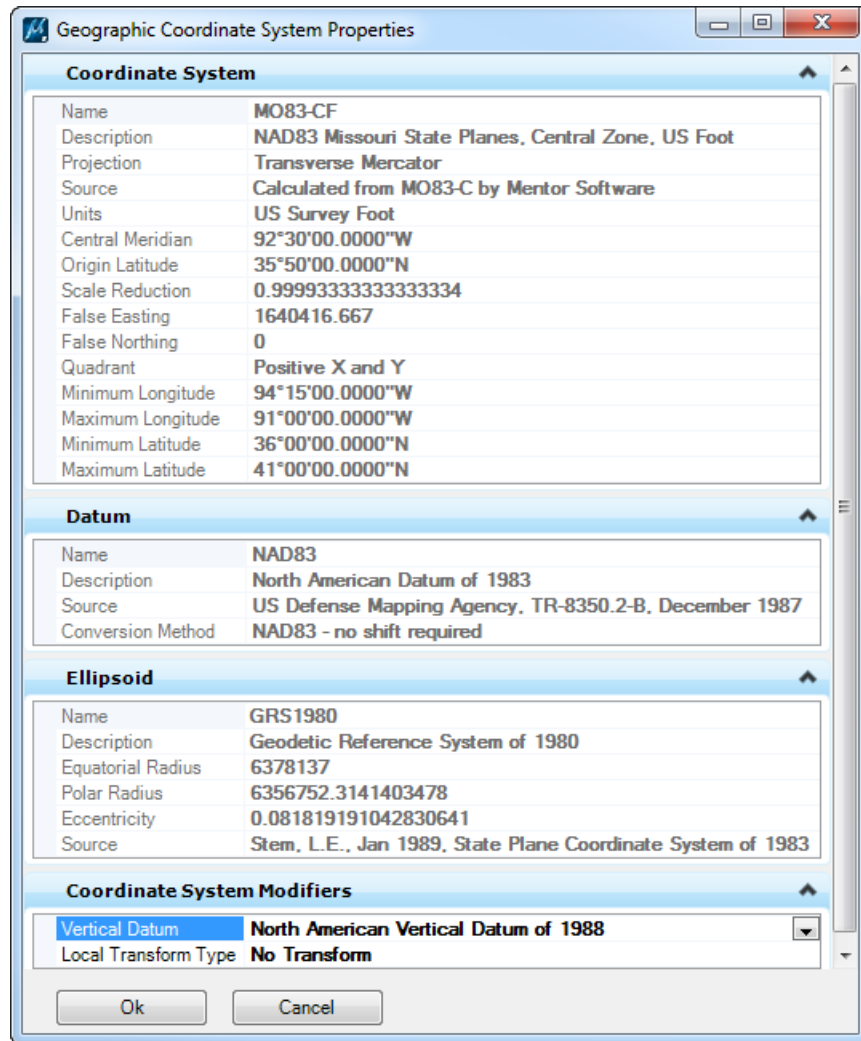 Geographic Coordinate System Properties
Coordinate System
Name MO83-CF
Description NAD83 Missouri State Planes, Central Zone, US Foot
Projection Transverse Mercator
Source Calculated from MO83-C by Mentor Software
Units US Survey Foot
Central Meridian 92°30'00.0000"W
Origin Latitude 35°50'00.0000"N
Scale Reduction 0.99993333333333334
False Easting 1640416.667
False Northing 0
Quadrant Positive X and Y
Minimum Longitude 94°15'00.0000"W
Maximum Longitude 91°00'00.0000"W
Minimum Latitude 36°00'00.0000"N
Maximum Latitude 41°00'00.0000"N
Datum
Name NAD83
Description North American Datum of 1983
Source US Defense Mapping Agency, TR-8350.2-B, December 1987
Conversion Method NAD83 - no shift required
Ellipsoid
Name GRS1980
Description Geodetic Reference System of 1980
Equatorial Radius 6378137
Polar Radius 6356752.3141403478
Eccentricity 0.081819191042830641
Source Stem, L.E., Jan 1989, State Plane Coordinate System of 1983
Coordinate System Modifiers
Vertical Datum North American Vertical Datum of 1988
Local Transform Type No Transform
Ok Cancel